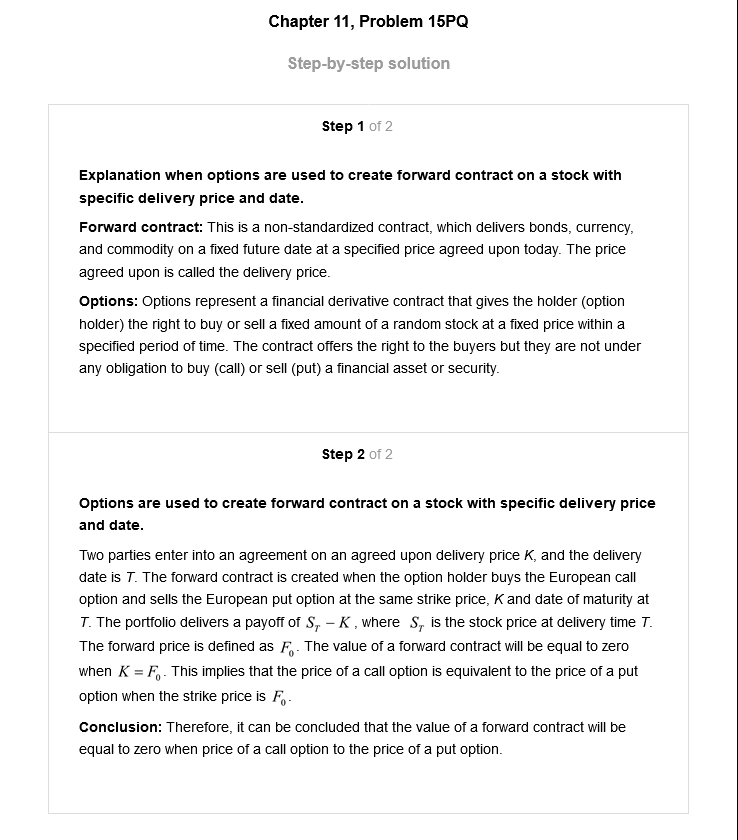 Chapter 11, Problem 15PQ
Step-by-step solution
Step 1 of 2
Explanation when options are used to create forward contract on a stock with
specific delivery price and date.
Forward contract: This is a non-standardized contract, which delivers bonds, currency,
and commodity on a fixed future date at a specified price agreed upon today. The price
agreed upon is called the delivery price.
Options: Options represent a financial derivative contract that gives the holder (option
holder) the right to buy or sell a fixed amount of a random stock at a fixed price within a
specified period of time. The contract offers the right to the buyers but they are not under
any obligation to buy (call) or sell (put) a financial asset or security.
Step 2 of 2
Options are used to create forward contract on a stock with specific delivery price
and date.
Two parties enter into an agreement on an agreed upon delivery price K, and the delivery
date is T. The forward contract is created when the option holder buys the European call
option and sells the European put option at the same strike price, K and date of maturity at
T. The portfolio delivers a payoff of S_T − K, where S_T is the stock price at delivery time T.
The forward price is defined as F₀. The value of a forward contract will be equal to zero
when K = F₀. This implies that the price of a call option is equivalent to the price of a put
option when the strike price is F₀.
Conclusion: Therefore, it can be concluded that the value of a forward contract will be
equal to zero when price of a call option to the price of a put option.